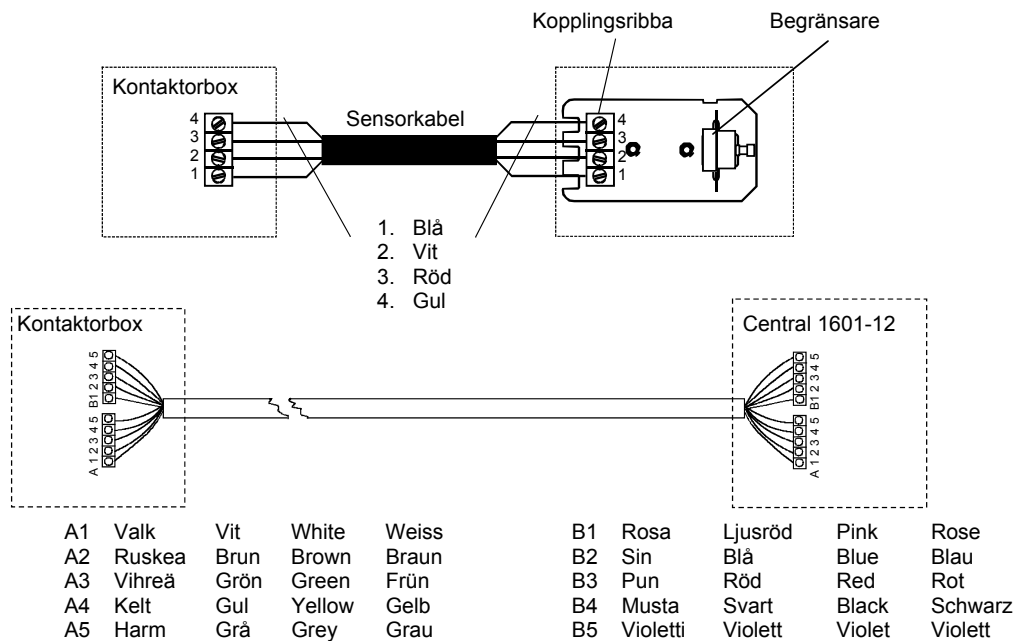 Kopplingsribba Begränsare
Kontaktorbox
Sensorkabel
4 4
3 3
2 2
1 1
1. Blå
2. Vit
3. Röd
4. Gul
Kontaktorbox Central 1601-12
B1 2 3 4 5 B1 2 3 4 5
A 1 2 3 4 5 A 1 2 3 4 5
A1 Valk Vit White Weiss B1 Rosa Ljusröd Pink Rose
A2 Ruskea Brun Brown Braun B2 Sin Blå Blue Blau
A3 Vihreä Grön Green Frün B3 Pun Röd Red Rot
A4 Kelt Gul Yellow Gelb B4 Musta Svart Black Schwarz
A5 Harm Grå Grey Grau B5 Violetti Violett Violet Violett